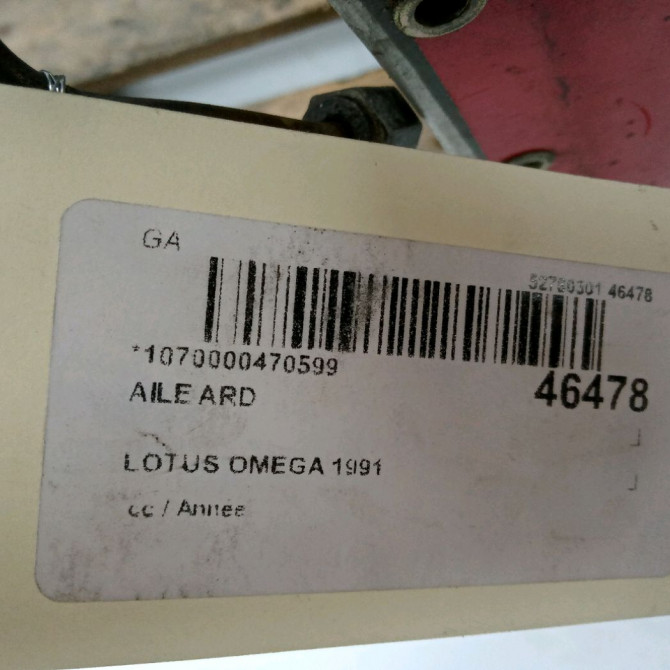 GA
52760301 46478
*1070000470599
46478
AILE ARD
LOTUS OMEGA 1991
cc / Annee